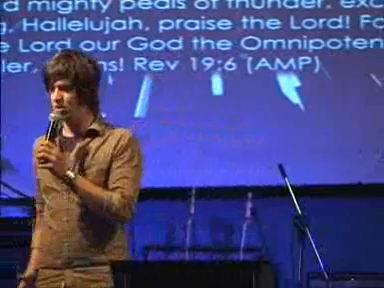 d mighty peals of thunder, exc
g, Hallelujah, praise the Lord! Fo
e Lord our God the Omnipoten
ler, ns! Rev 19:6 (AMP)